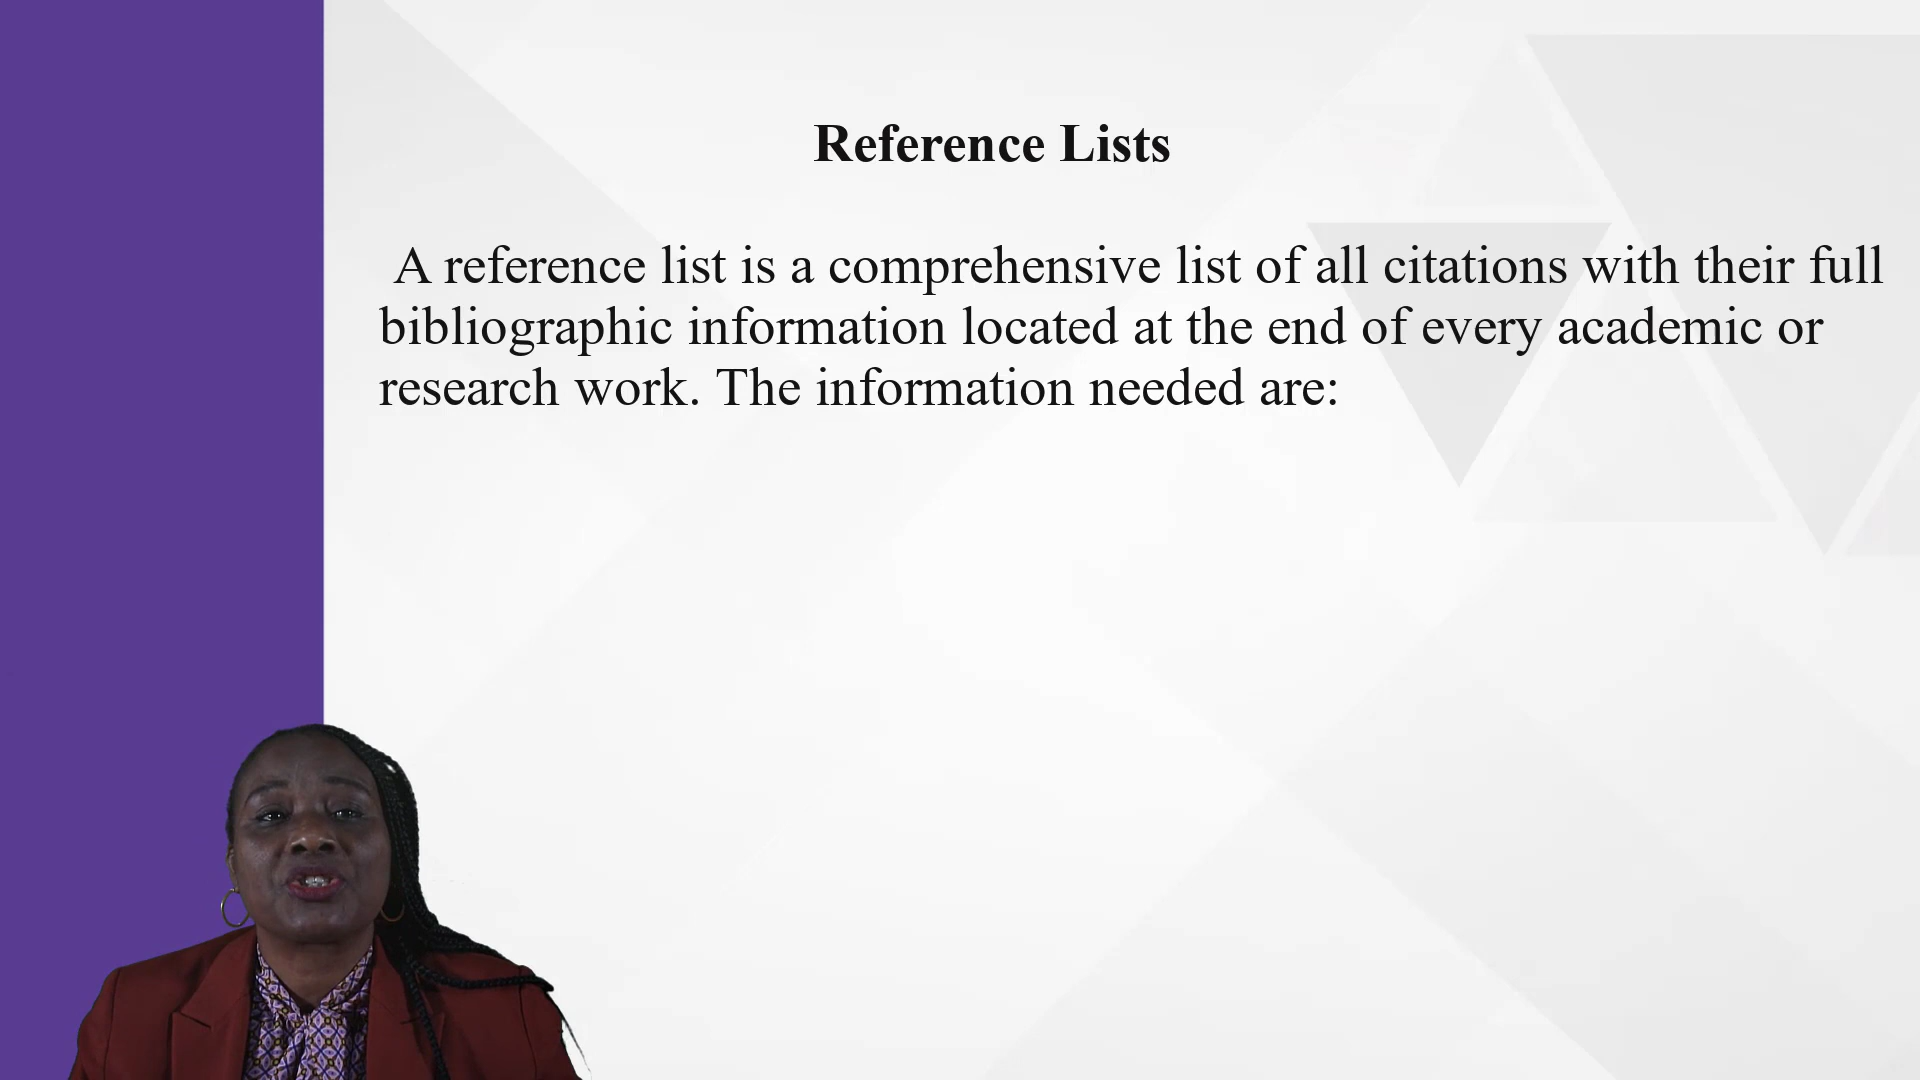 Reference Lists
A reference list is a comprehensive list of all citations with their full
bibliographic information located at the end of every academic or
research work. The information needed are: